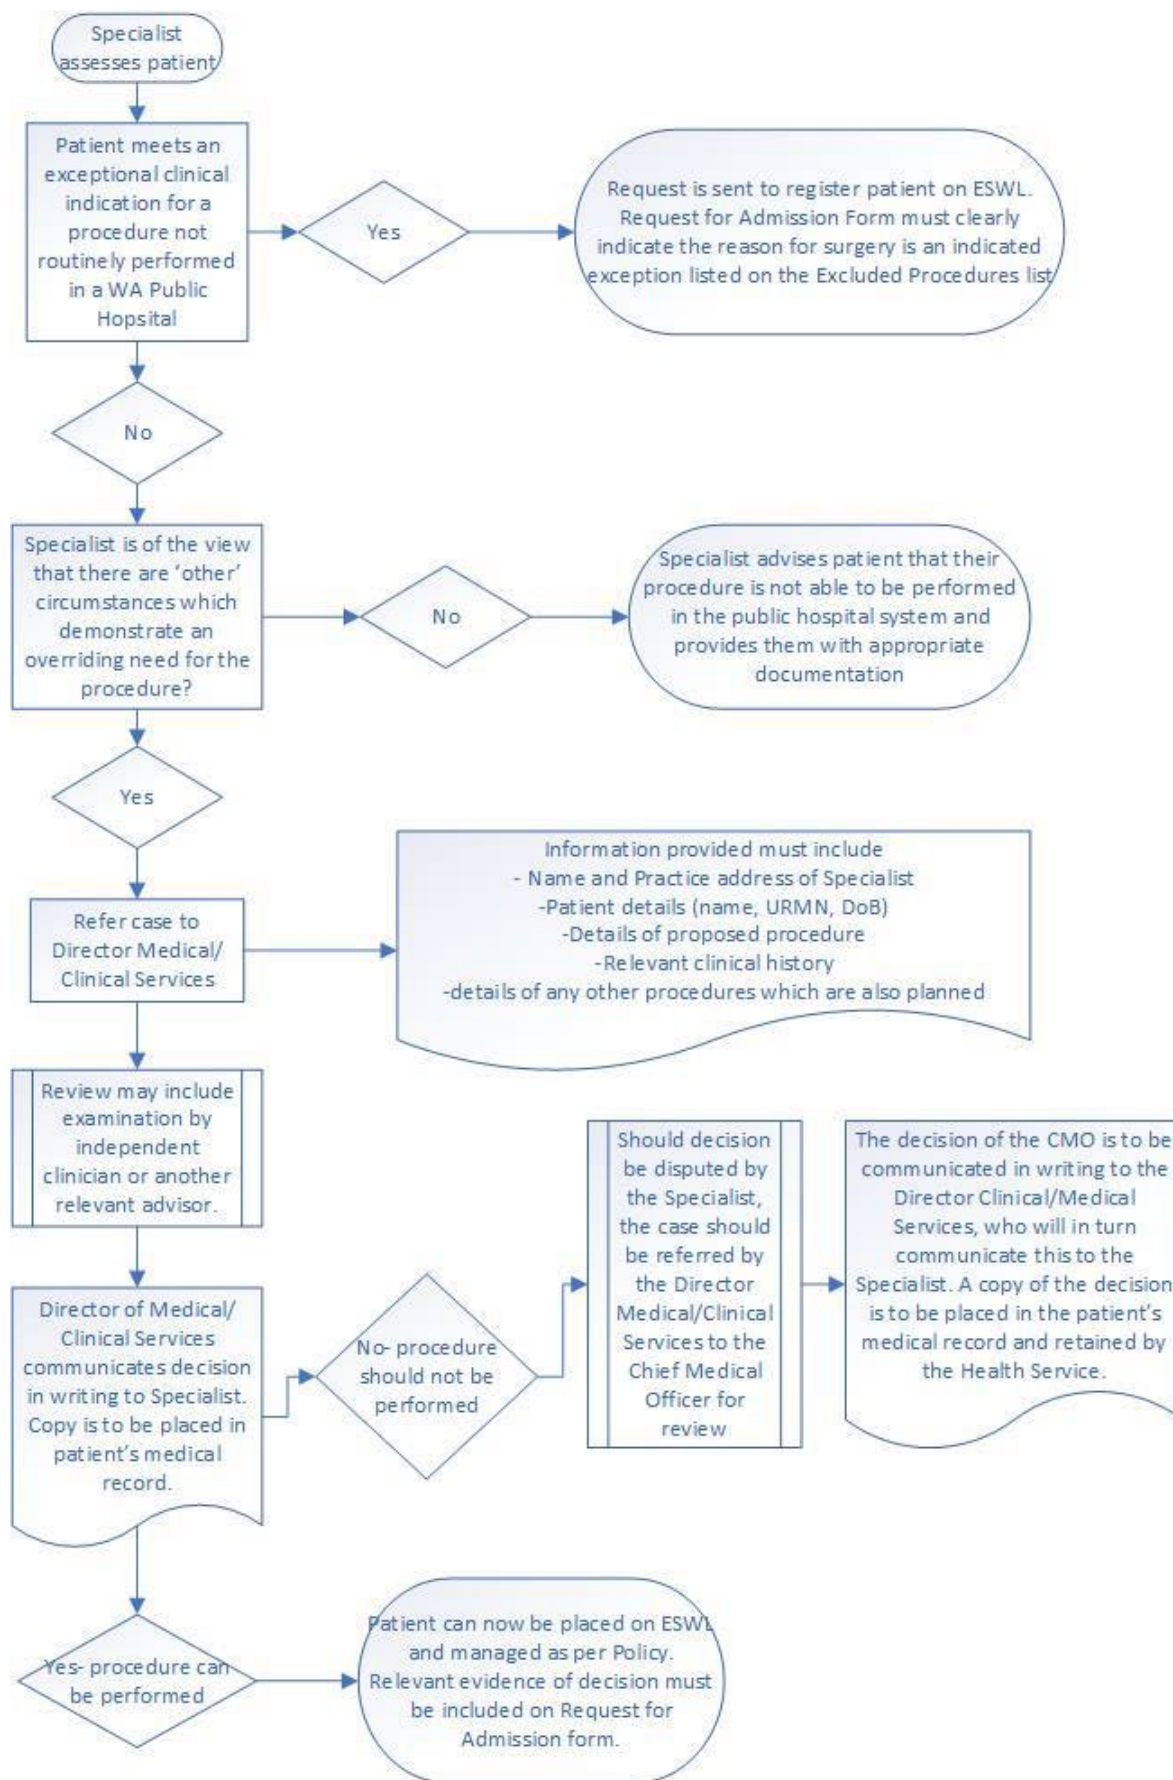 Specialist
assesses patient
Patient meets an
exceptional clinical
indication for a
procedure not
routinely performed
in a WA Public
Hopsital
Yes
Request is sent to register patient on ESWL.
Request for Admission Form must clearly
indicate the reason for surgery is an indicated
exception listed on the Excluded Procedures list
No
Specialist is of the view
that there are ‘other’
circumstances which
demonstrate an
overriding need for the
procedure?
No
Specialist advises patient that their
procedure is not able to be performed
in the public hospital system and
provides them with appropriate
documentation
Yes
Refer case to
Director Medical/
Clinical Services
Information provided must include
- Name and Practice address of Specialist
-Patient details (name, URMN, DoB)
-Details of proposed procedure
-Relevant clinical history
-details of any other procedures which are also planned
Review may include
examination by
independent
clinician or another
relevant advisor.
Director of Medical/
Clinical Services
communicates decision
in writing to Specialist.
Copy is to be placed in
patient’s medical
record.
No- procedure
should not be
performed
Should decision
be disputed by
the Specialist,
the case should
be referred by
the Director
Medical/Clinical
Services to the
Chief Medical
Officer for
review
The decision of the CMO is to be
communicated in writing to the
Director Clinical/Medical
Services, who will in turn
communicate this to the
Specialist. A copy of the decision
is to be placed in the patient’s
medical record and retained by
the Health Service.
Yes- procedure can
be performed
Patient can now be placed on ESWL
and managed as per Policy.
Relevant evidence of decision must
be included on Request for
Admission form.